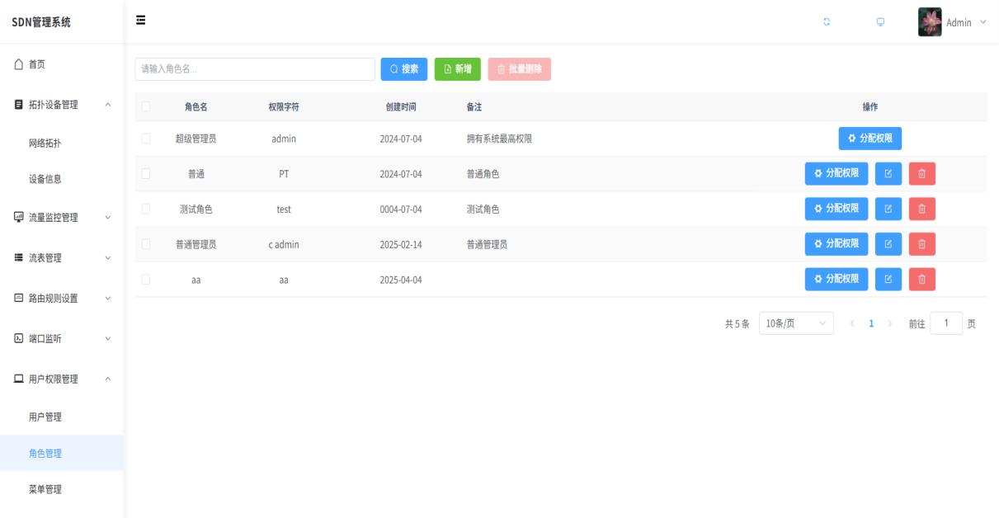 SDN管理系统
Admin
首页
拓扑设备管理
网络拓扑
设备信息
流量监控管理
流表管理
路由规则设置
端口监听
用户权限管理
用户管理
角色管理
菜单管理
请输入角色名... 搜索 新增 批量删除
角色名 权限字符 创建时间 备注 操作
超级管理员 admin 2024-07-04 拥有系统最高权限 分配权限
普通 PT 2024-07-04 普通角色 分配权限
测试角色 test 0004-07-04 测试角色 分配权限
普通管理员 c admin 2025-02-14 普通管理员 分配权限
aa aa 2025-04-04 分配权限
共 5 条 10条/页 1 前往 1 页